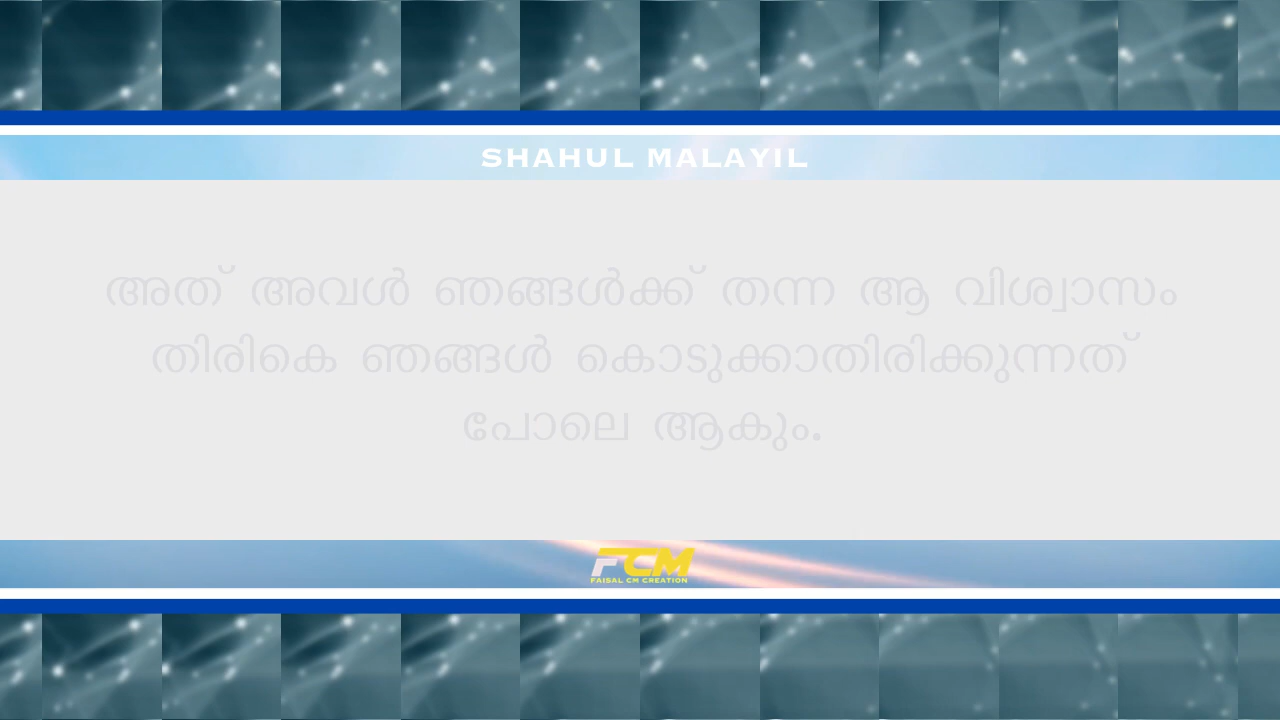 SHAHUL MALAYIL
അത് അവൾ ഞങ്ങൾക്ക് തന്ന ആ വിശ്വാസം
തിരികെ ഞങ്ങൾ കൊടുക്കാതിരിക്കുന്നത്
പോലെ ആകും.
FCM
FAISAL CM CREATION